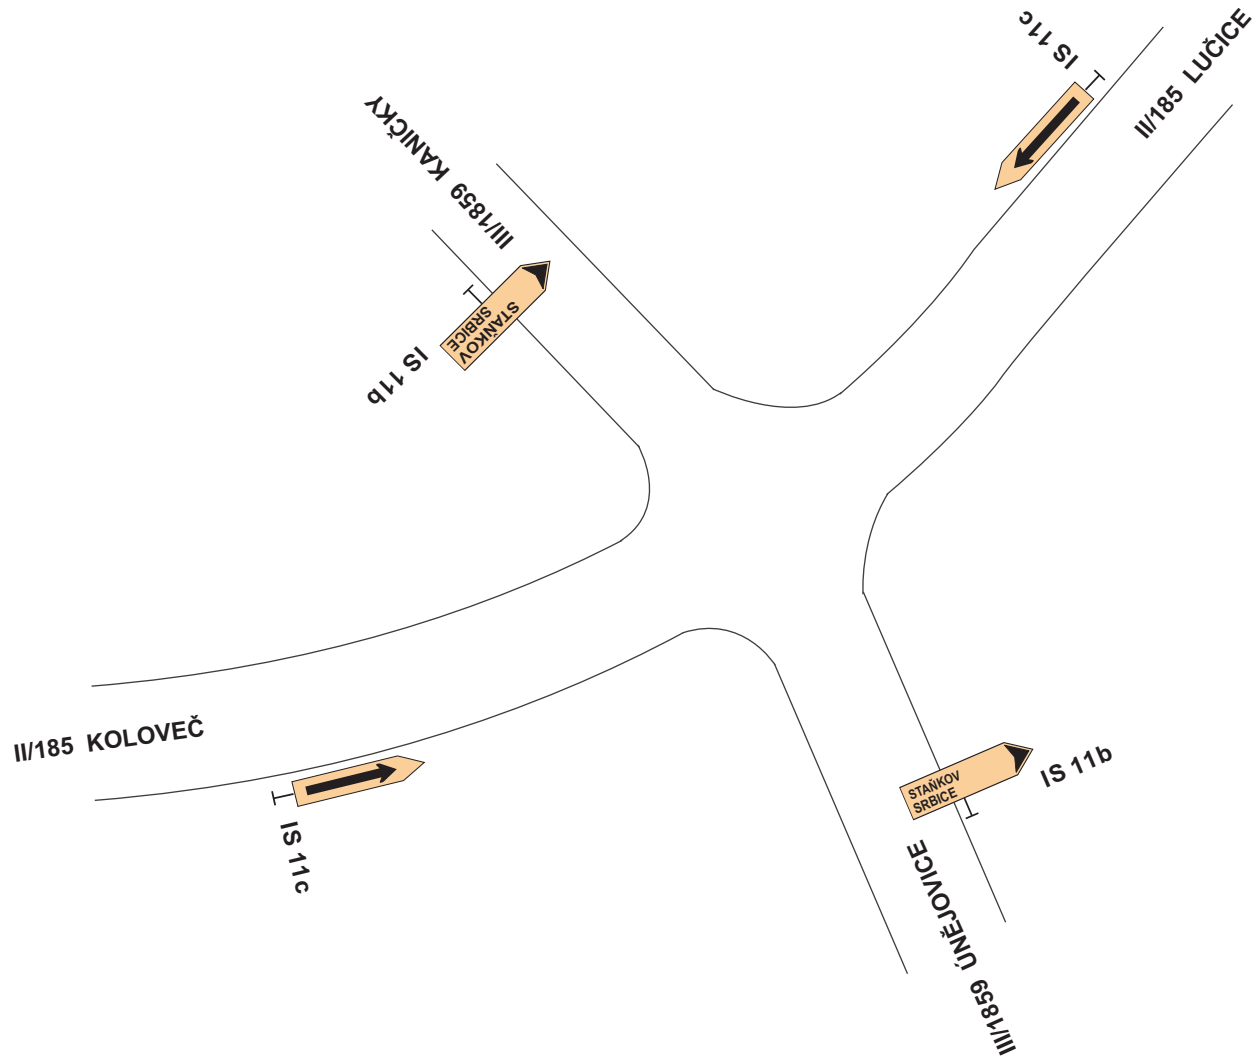 IS 11c
II/185 LUČICE
III/1859 KANIČKY
STAŇKOV
SRBICE
IS 11b
II/185 KOLOVEČ
IS 11c
STAŇKOV
SRBICE
IS 11b
III/1859 ÚNĚJOVICE